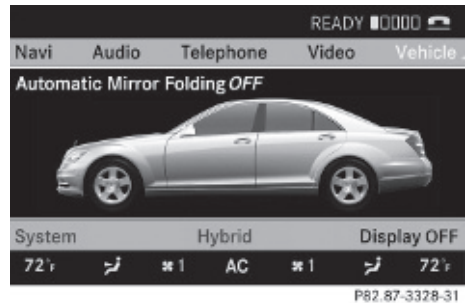 READY
Navi Audio Telephone Video Vehicle
Automatic Mirror Folding OFF
System Hybrid Display OFF
72°F 1 AC 1 72°F
P82.87-3328-31